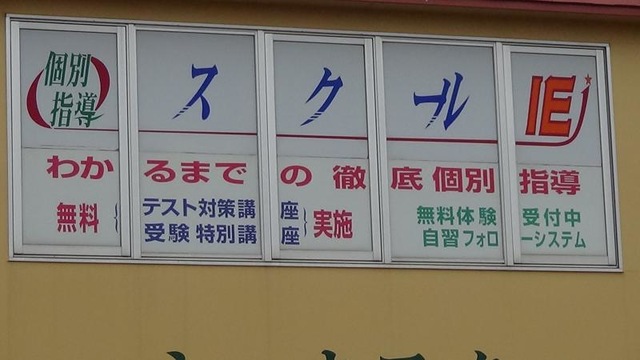 個別指導 スクール IE
わかるまでの徹底個別指導
無料 テスト対策講座 実施 無料体験受付中
受験特別講座 自習フォローシステム